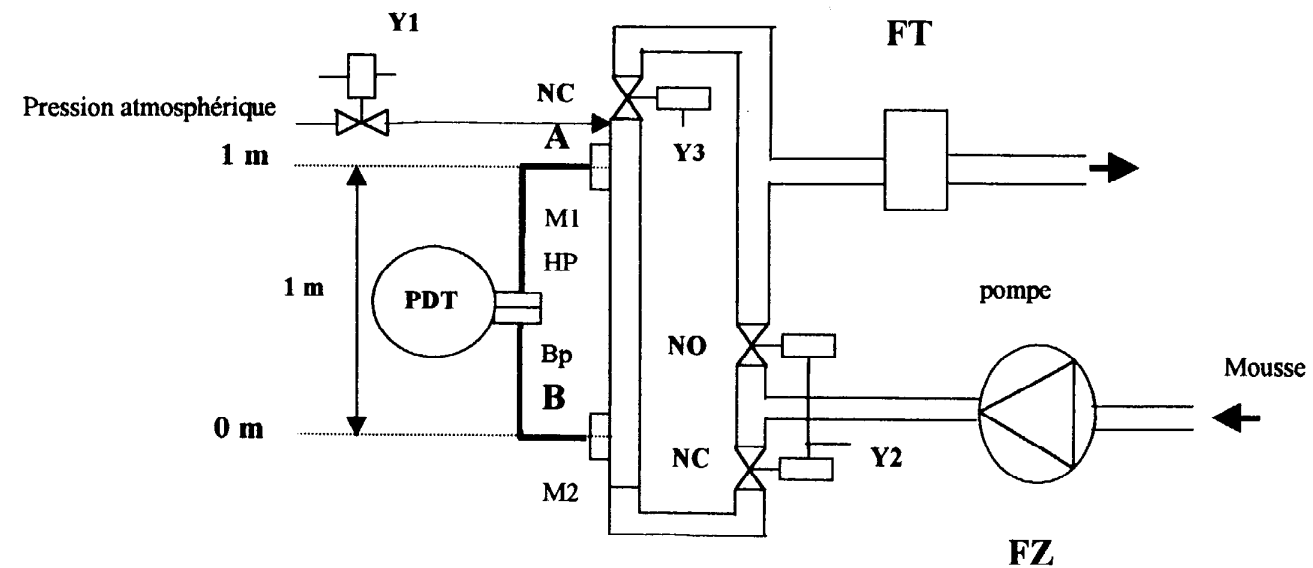 Y1
FT
Pression atmosphérique
NC
A
Y3
1 m
M1
HP
1 m
PDT
pompe
Bp
NO
Mousse
B
0 m
NC
Y2
M2
FZ